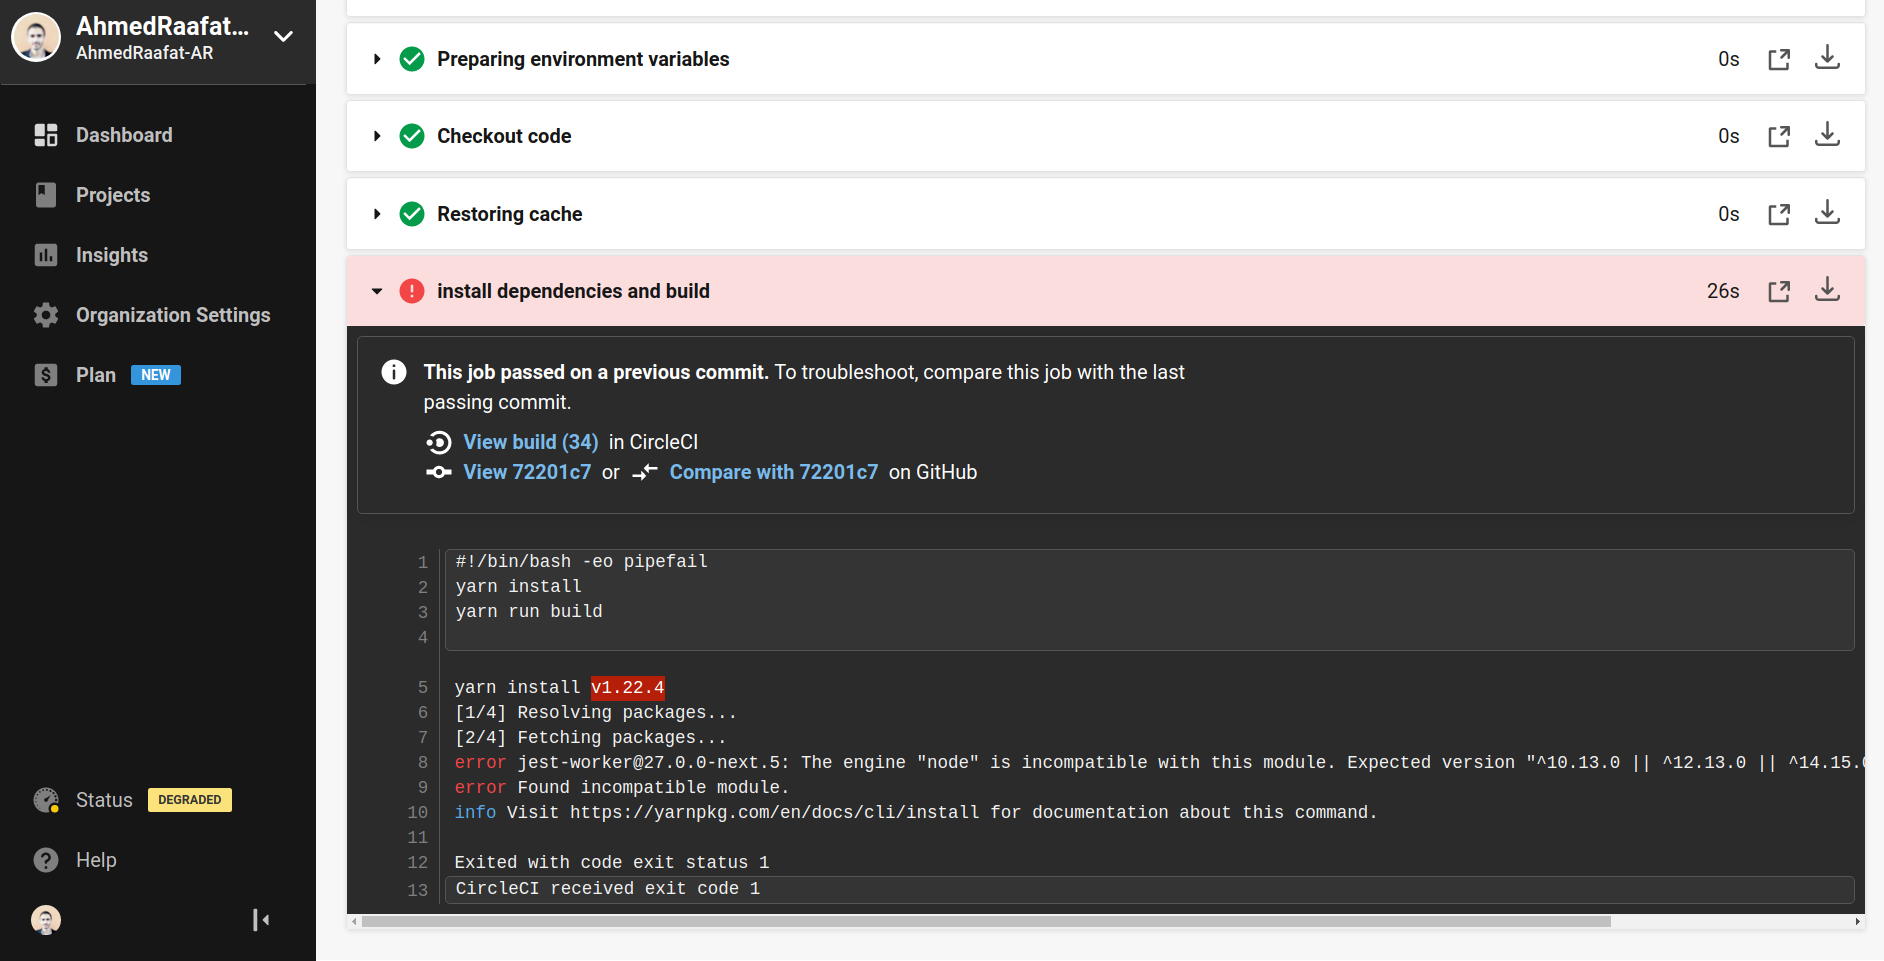 AhmedRaafat...
AhmedRaafat-AR
Dashboard
Projects
Insights
Organization Settings
Plan NEW
Status DEGRADED
Help
Preparing environment variables 0s
Checkout code 0s
Restoring cache 0s
install dependencies and build 26s
This job passed on a previous commit. To troubleshoot, compare this job with the last
passing commit.
View build (34) in CircleCI
View 72201c7 or Compare with 72201c7 on GitHub
1 #!/bin/bash -eo pipefail
2 yarn install
3 yarn run build
4
5 yarn install v1.22.4
6 [1/4] Resolving packages...
7 [2/4] Fetching packages...
8 error jest-worker@27.0.0-next.5: The engine "node" is incompatible with this module. Expected version "^10.13.0 || ^12.13.0 || ^14.15.0
9 error Found incompatible module.
10 info Visit https://yarnpkg.com/en/docs/cli/install for documentation about this command.
11
12 Exited with code exit status 1
13 CircleCI received exit code 1